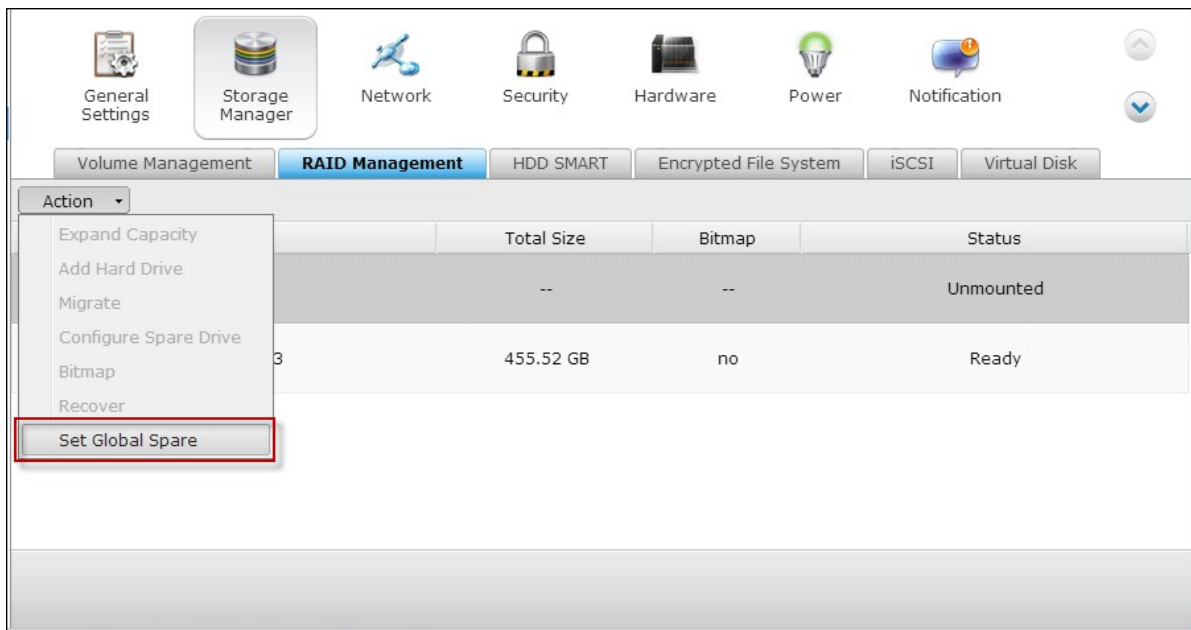 General Settings
Storage Manager
Network
Security
Hardware
Power
Notification
Volume Management
RAID Management
HDD SMART
Encrypted File System
iSCSI
Virtual Disk
Action
Expand Capacity
Add Hard Drive
Migrate
Configure Spare Drive
Bitmap
Recover
Set Global Spare
Total Size
Bitmap
Status
--
--
Unmounted
3
455.52 GB
no
Ready